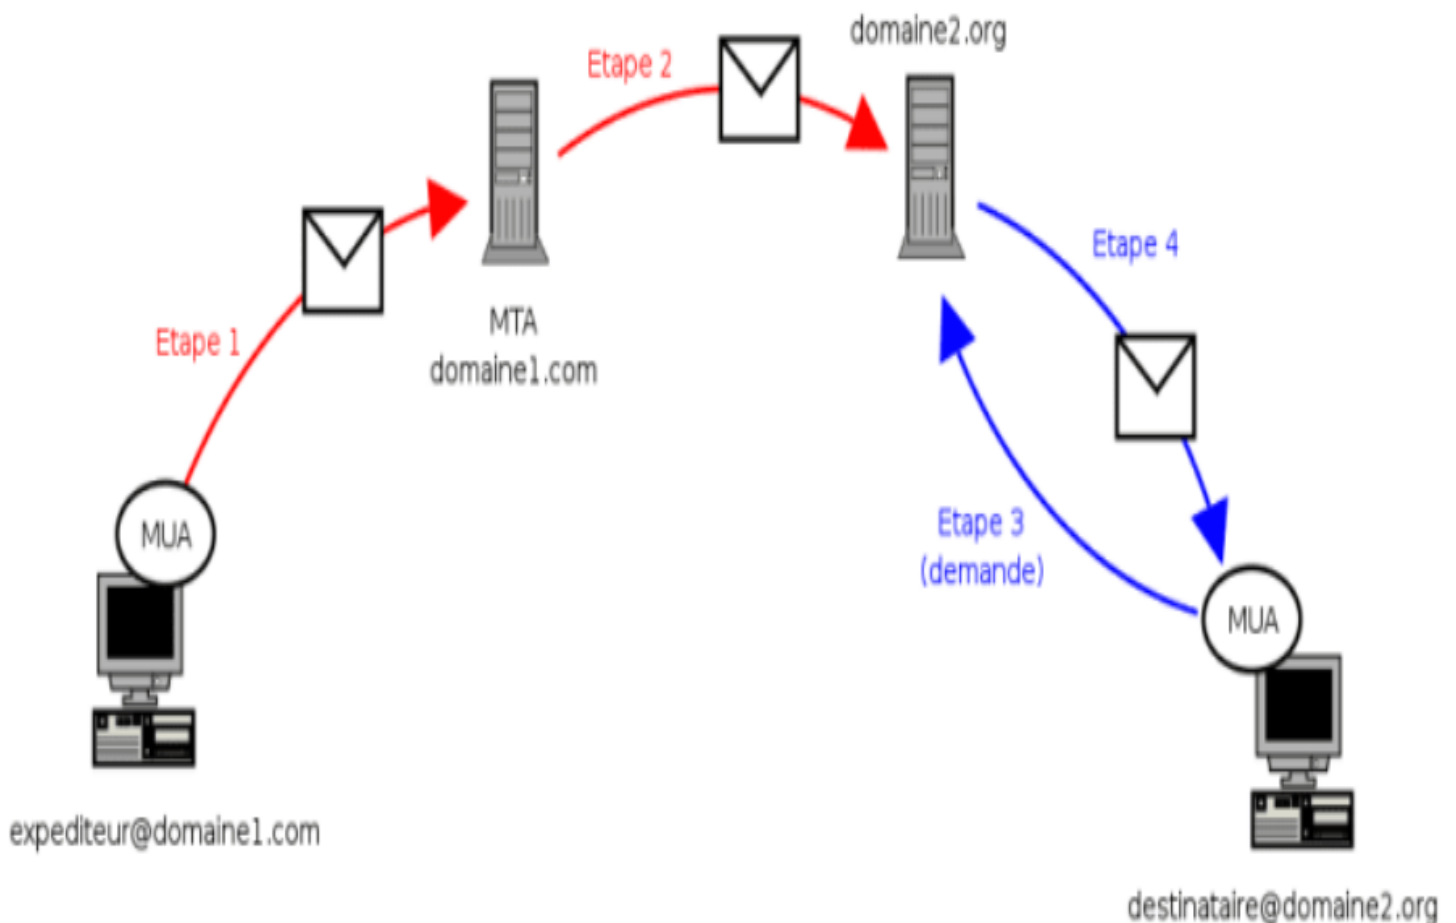 domaine2.org
Etape 2
Etape 4
MTA
domaine1.com
Etape 1
MUA
Etape 3
(demande)
MUA
expediteur@domaine1.com
destinataire@domaine2.org